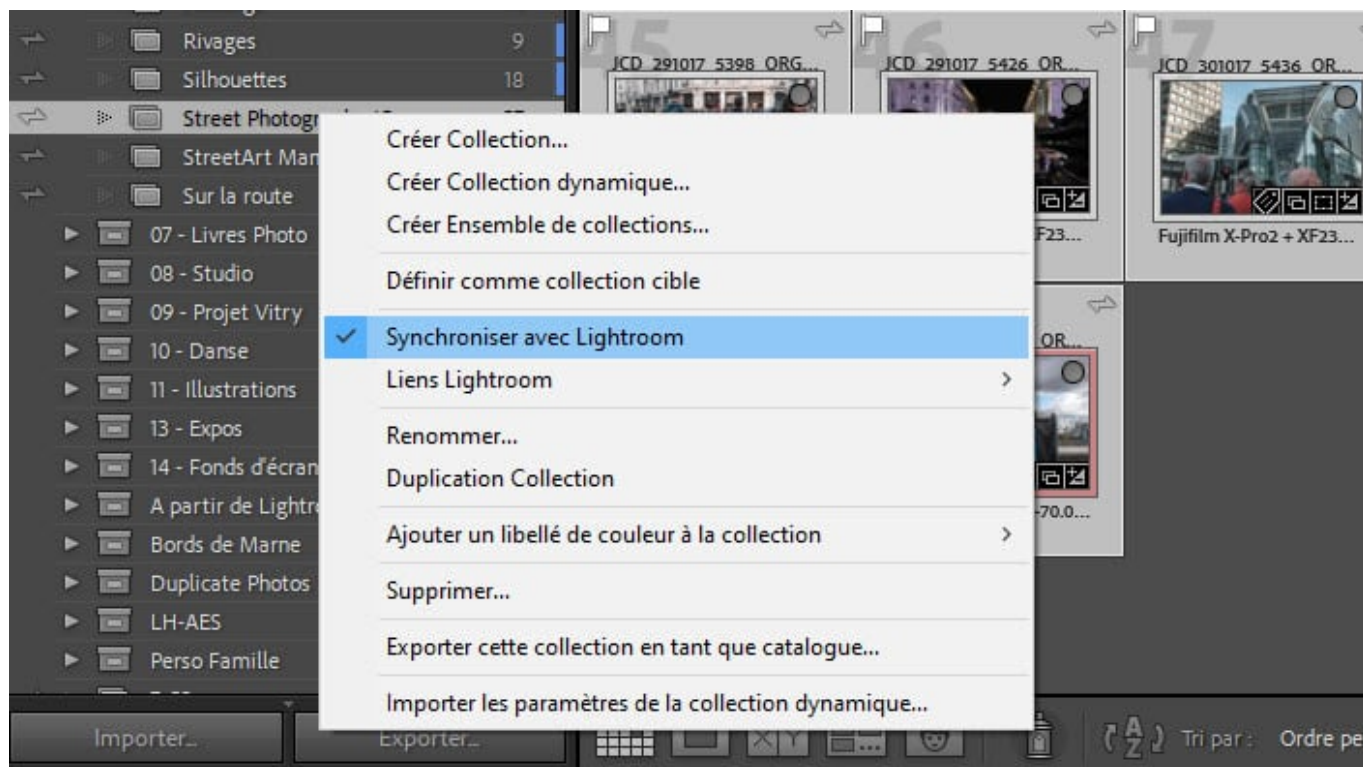 Rivages 9
Silhouettes 18
Street Photogr
StreetArt Man
Sur la route
07 - Livres Photo
08 - Studio
09 - Projet Vitry
10 - Danse
11 - Illustrations
13 - Expos
14 - Fonds d'écran
A partir de Lightr
Bords de Marne
Duplicate Photos
LH-AES
Perso Famille
Importer...
Exporter...
Créer Collection...
Créer Collection dynamique...
Créer Ensemble de collections...
Définir comme collection cible
Synchroniser avec Lightroom
Liens Lightroom
Renommer...
Duplication Collection
Ajouter un libellé de couleur à la collection
Supprimer...
Exporter cette collection en tant que catalogue...
Importer les paramètres de la collection dynamique...
45
JCD_291017_5398_ORG...
46
JCD_291017_5426_OR...
F23...
47
JCD_301017_5436_OR...
Fujifilm X-Pro2 + XF23...
OR...
-70.0...
X Y
A
Z
Tri par :
Ordre pe